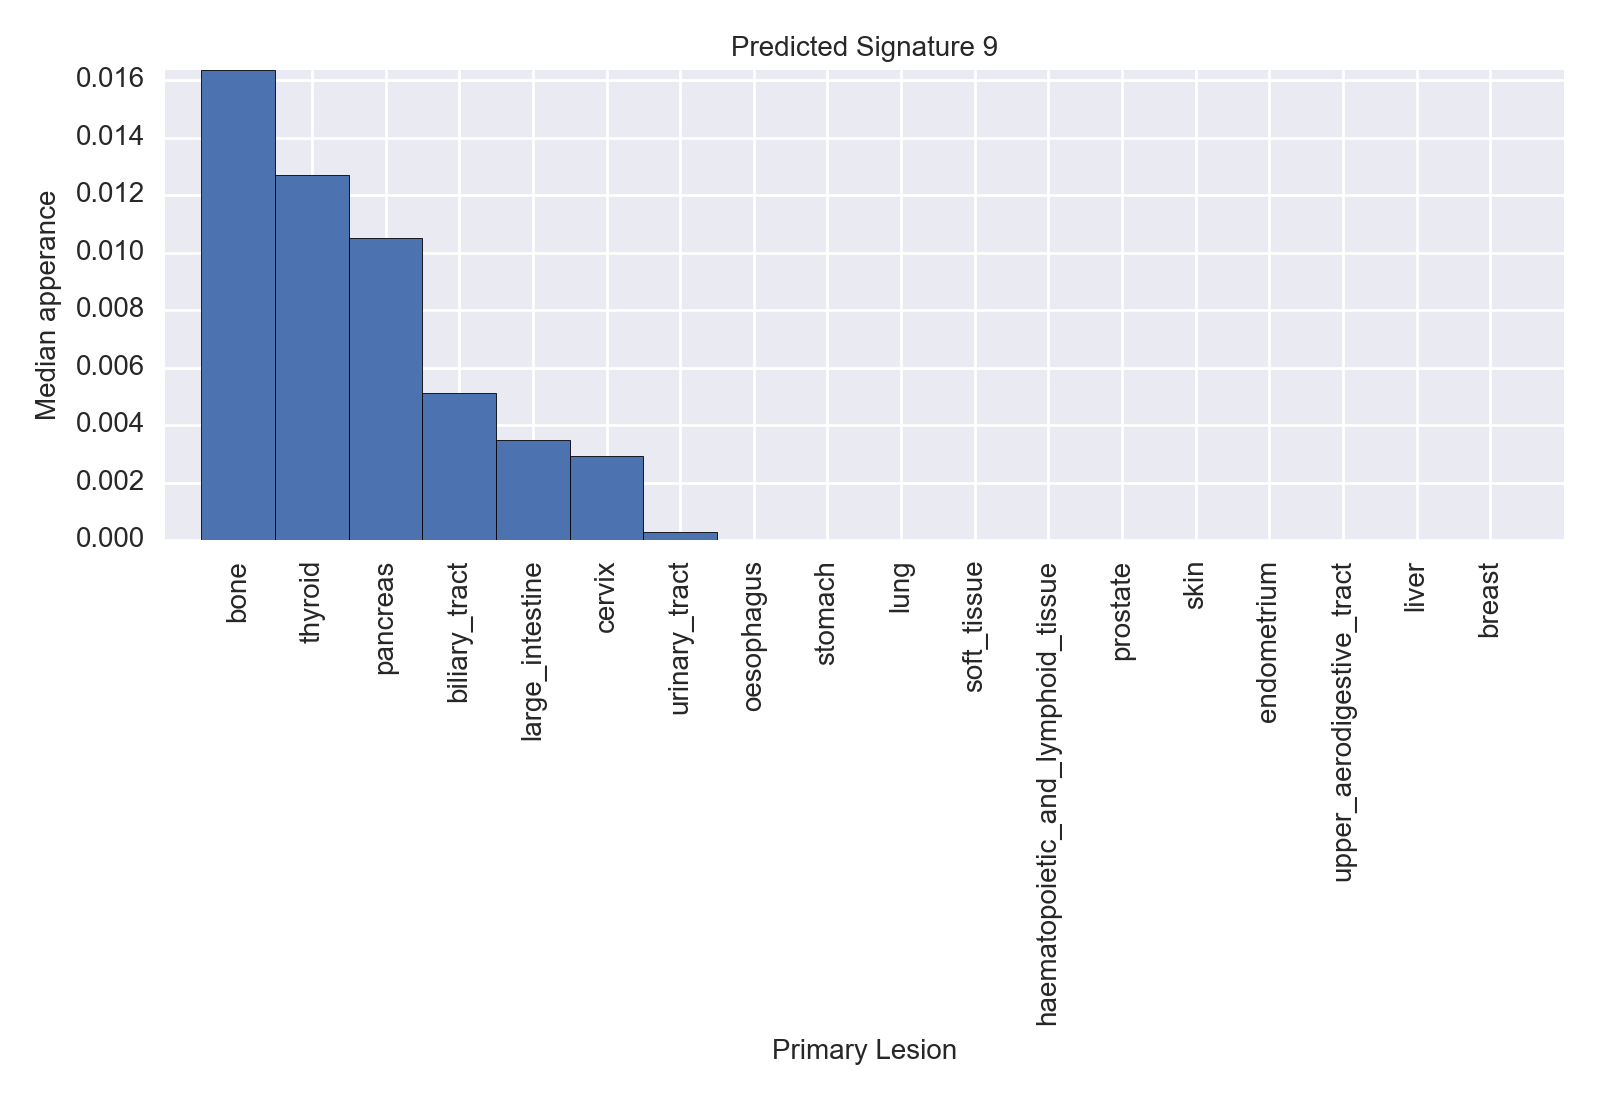 Predicted Signature 9
Median apperance
0.016
0.014
0.012
0.010
0.008
0.006
0.004
0.002
0.000
bone
thyroid
pancreas
biliary_tract
large_intestine
cervix
urinary_tract
oesophagus
stomach
lung
soft_tissue
haematopoietic_and_lymphoid_tissue
prostate
skin
endometrium
upper_aerodigestive_tract
liver
breast
Primary Lesion